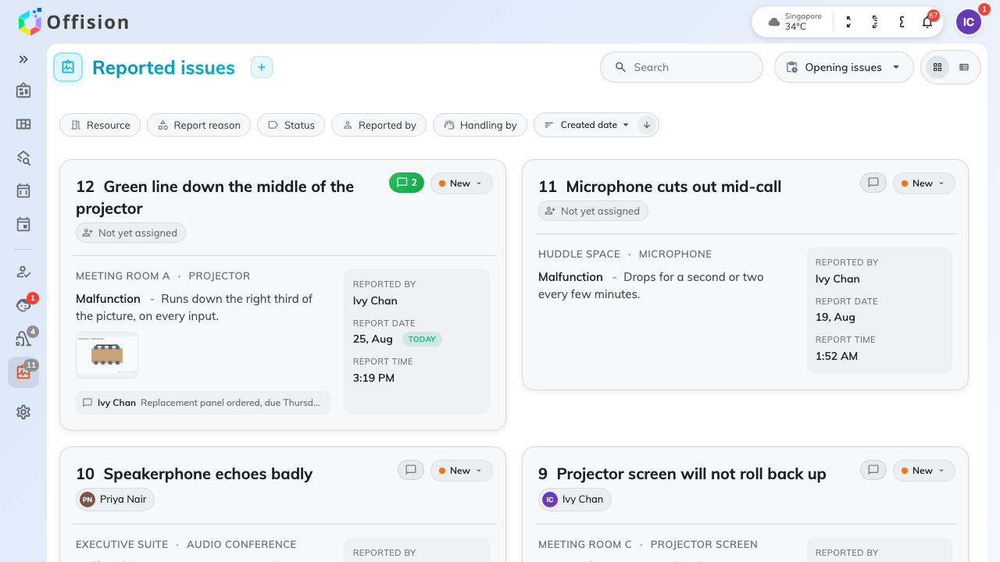 Offision
Singapore
34°C
67
IC
1
Reported issues
Search
Opening issues
Resource
Report reason
Status
Reported by
Handling by
Created date
1
4
11
12 Green line down the middle of the
projector
2
New
Not yet assigned
MEETING ROOM A · PROJECTOR
Malfunction - Runs down the right third of
the picture, on every input.
Ivy Chan Replacement panel ordered, due Thursd...
REPORTED BY
Ivy Chan
REPORT DATE
25, Aug TODAY
REPORT TIME
3:19 PM
11 Microphone cuts out mid-call
New
Not yet assigned
HUDDLE SPACE · MICROPHONE
Malfunction - Drops for a second or two
every few minutes.
REPORTED BY
Ivy Chan
REPORT DATE
19, Aug
REPORT TIME
1:52 AM
10 Speakerphone echoes badly
New
PN Priya Nair
EXECUTIVE SUITE · AUDIO CONFERENCE
REPORTED BY
9 Projector screen will not roll back up
New
IC Ivy Chan
MEETING ROOM C · PROJECTOR SCREEN
REPORTED BY